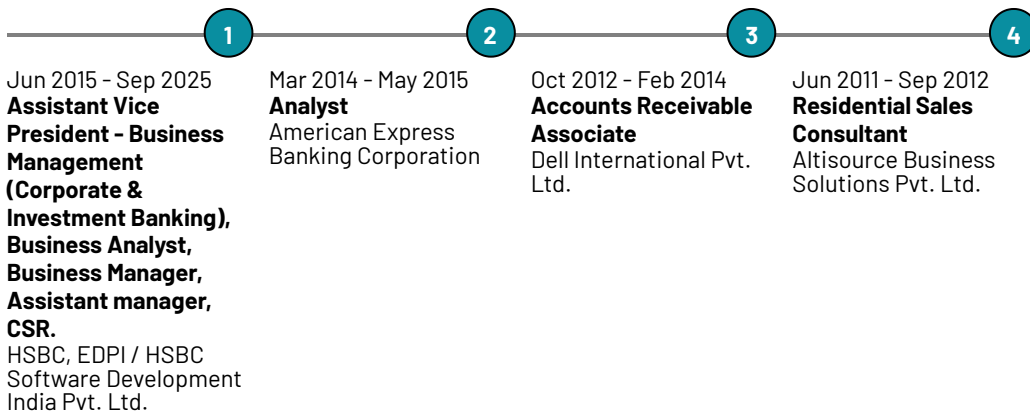 1
2
3
4
Jun 2015 - Sep 2025
Assistant Vice
President - Business
Management
(Corporate &
Investment Banking),
Business Analyst,
Business Manager,
Assistant manager,
CSR.
HSBC, EDPI / HSBC
Software Development
India Pvt. Ltd.
Mar 2014 - May 2015
Analyst
American Express
Banking Corporation
Oct 2012 - Feb 2014
Accounts Receivable
Associate
Dell International Pvt.
Ltd.
Jun 2011 - Sep 2012
Residential Sales
Consultant
Altisource Business
Solutions Pvt. Ltd.